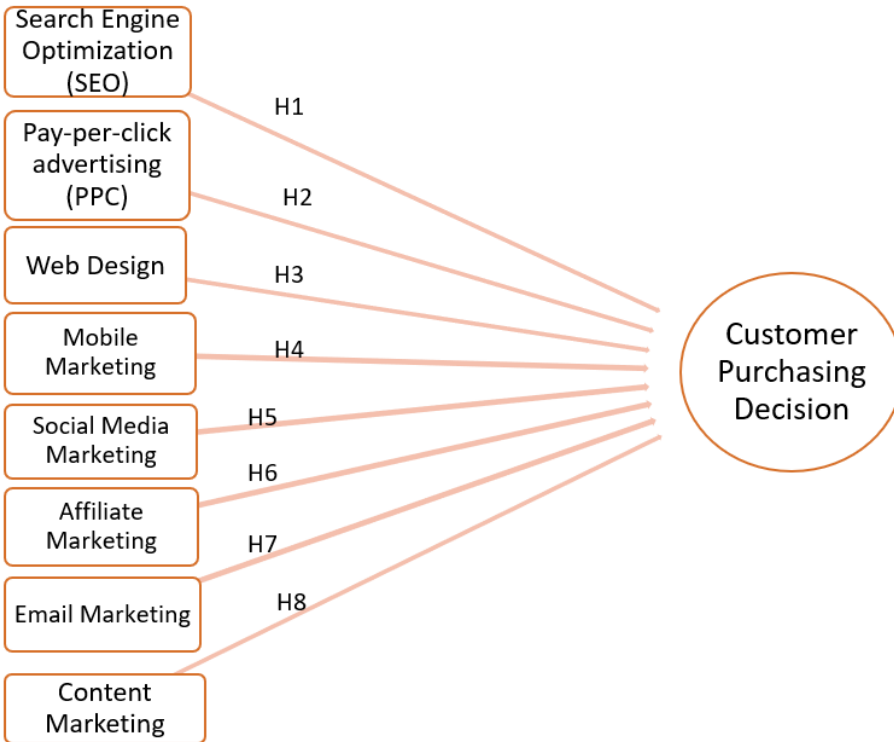 Search Engine
Optimization
(SEO)
H1
Pay-per-click
advertising
(PPC)
H2
Web Design
H3
Mobile
Marketing
H4
Social Media
Marketing
H5
Affiliate
Marketing
H6
Email Marketing
H7
Content
Marketing
H8
Customer
Purchasing
Decision